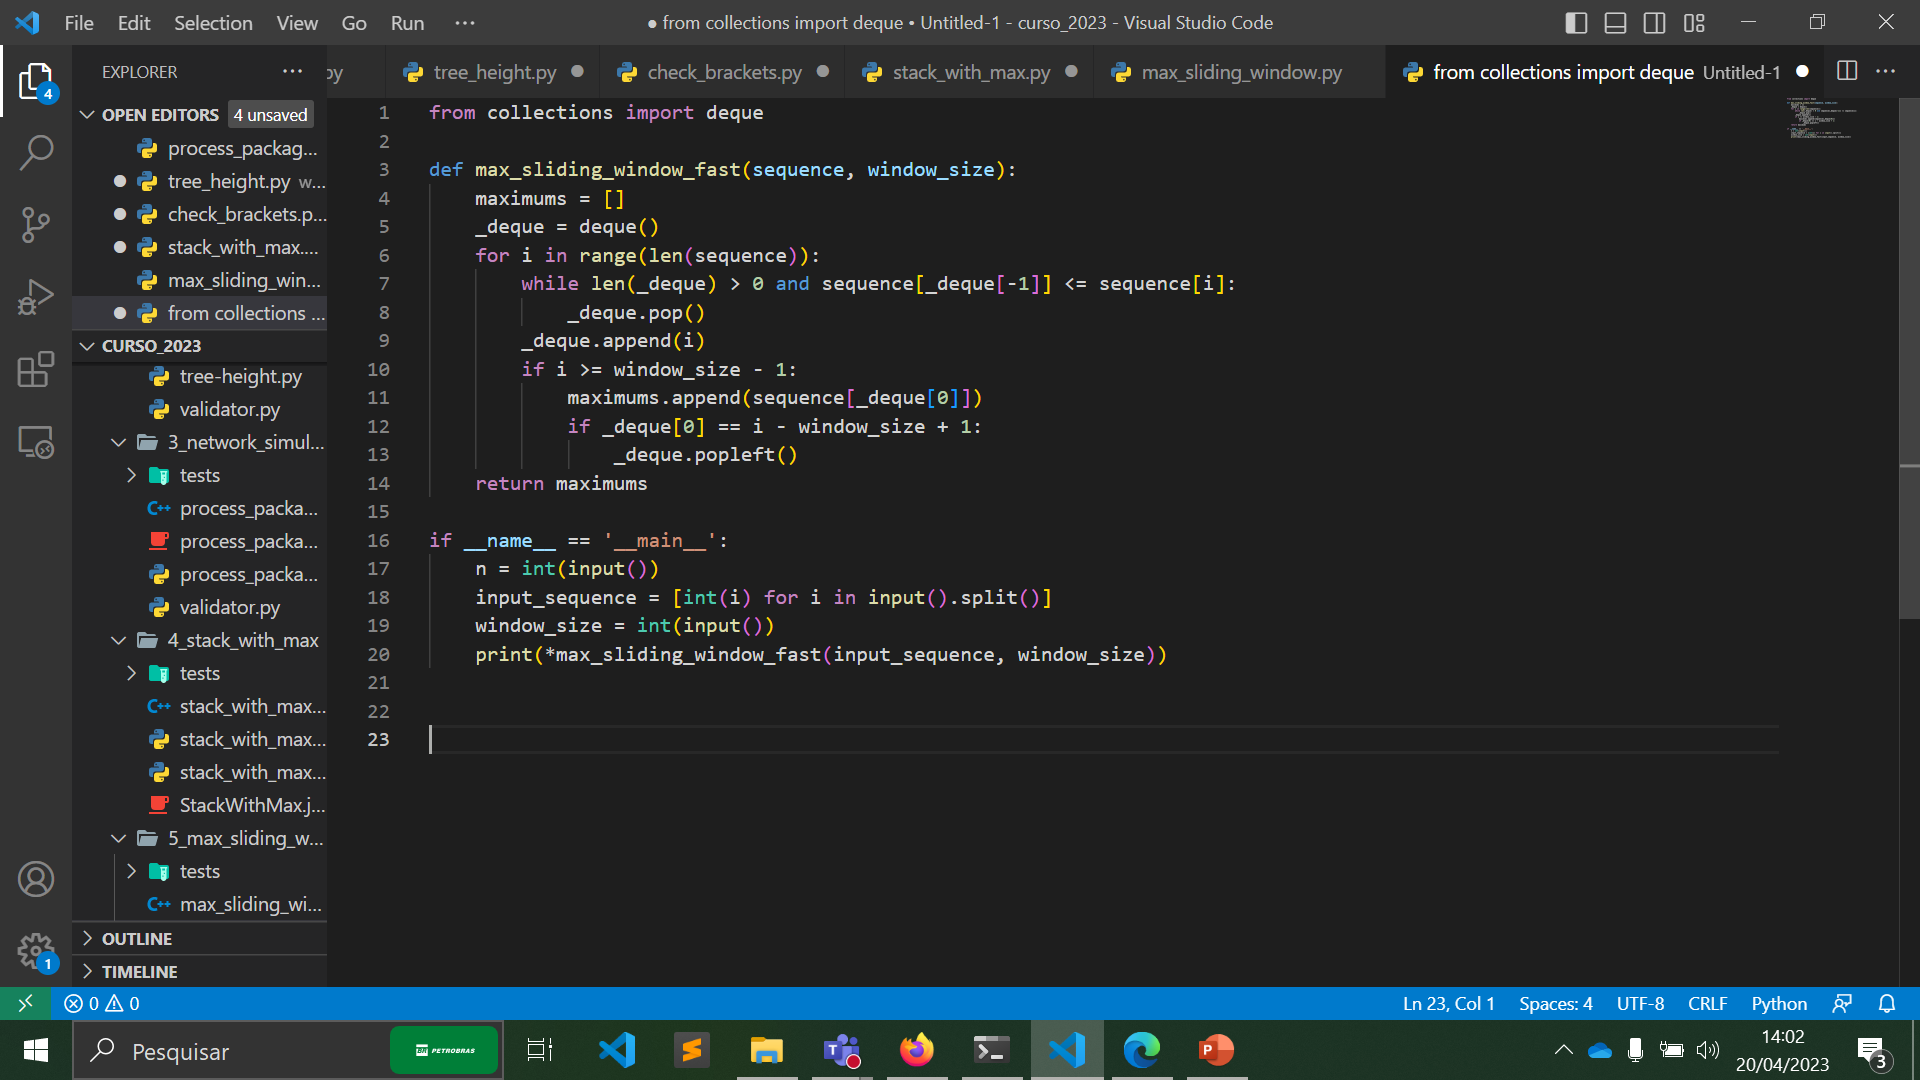 File Edit Selection View Go Run ···
● from collections import deque • Untitled-1 - curso_2023 - Visual Studio Code
EXPLORER ···
py
tree_height.py
check_brackets.py
stack_with_max.py
max_sliding_window.py
from collections import deque Untitled-1
OPEN EDITORS 4 unsaved
process_packag...
tree_height.py w...
check_brackets.p...
stack_with_max....
max_sliding_win...
from collections ...
CURSO_2023
tree-height.py
validator.py
3_network_simul...
tests
process_packa...
process_packa...
process_packa...
validator.py
4_stack_with_max
tests
stack_with_max...
stack_with_max...
stack_with_max...
StackWithMax.j...
5_max_sliding_w...
tests
max_sliding_wi...
OUTLINE
TIMELINE
4
1
1 from collections import deque
2
3 def max_sliding_window_fast(sequence, window_size):
4     maximums = []
5     _deque = deque()
6     for i in range(len(sequence)):
7         while len(_deque) > 0 and sequence[_deque[-1]] <= sequence[i]:
8             _deque.pop()
9         _deque.append(i)
10         if i >= window_size - 1:
11             maximums.append(sequence[_deque[0]])
12             if _deque[0] == i - window_size + 1:
13                 _deque.popleft()
14     return maximums
15
16 if __name__ == '__main__':
17     n = int(input())
18     input_sequence = [int(i) for i in input().split()]
19     window_size = int(input())
20     print(*max_sliding_window_fast(input_sequence, window_size))
21
22
23
0 0
Ln 23, Col 1 Spaces: 4 UTF-8 CRLF Python
Pesquisar
BR PETROBRAS
14:02
20/04/2023
3